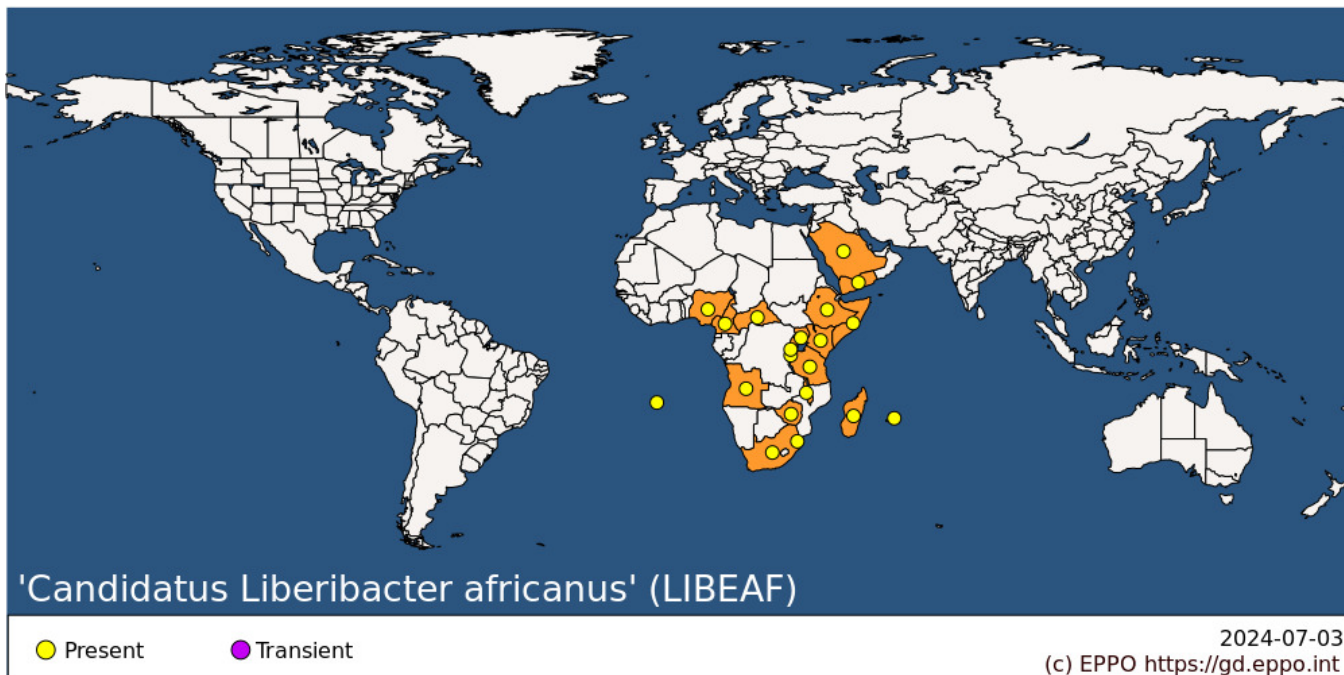 'Candidatus Liberibacter africanus' (LIBEAF)
Present
Transient
2024-07-03
(c) EPPO https://gd.eppo.int